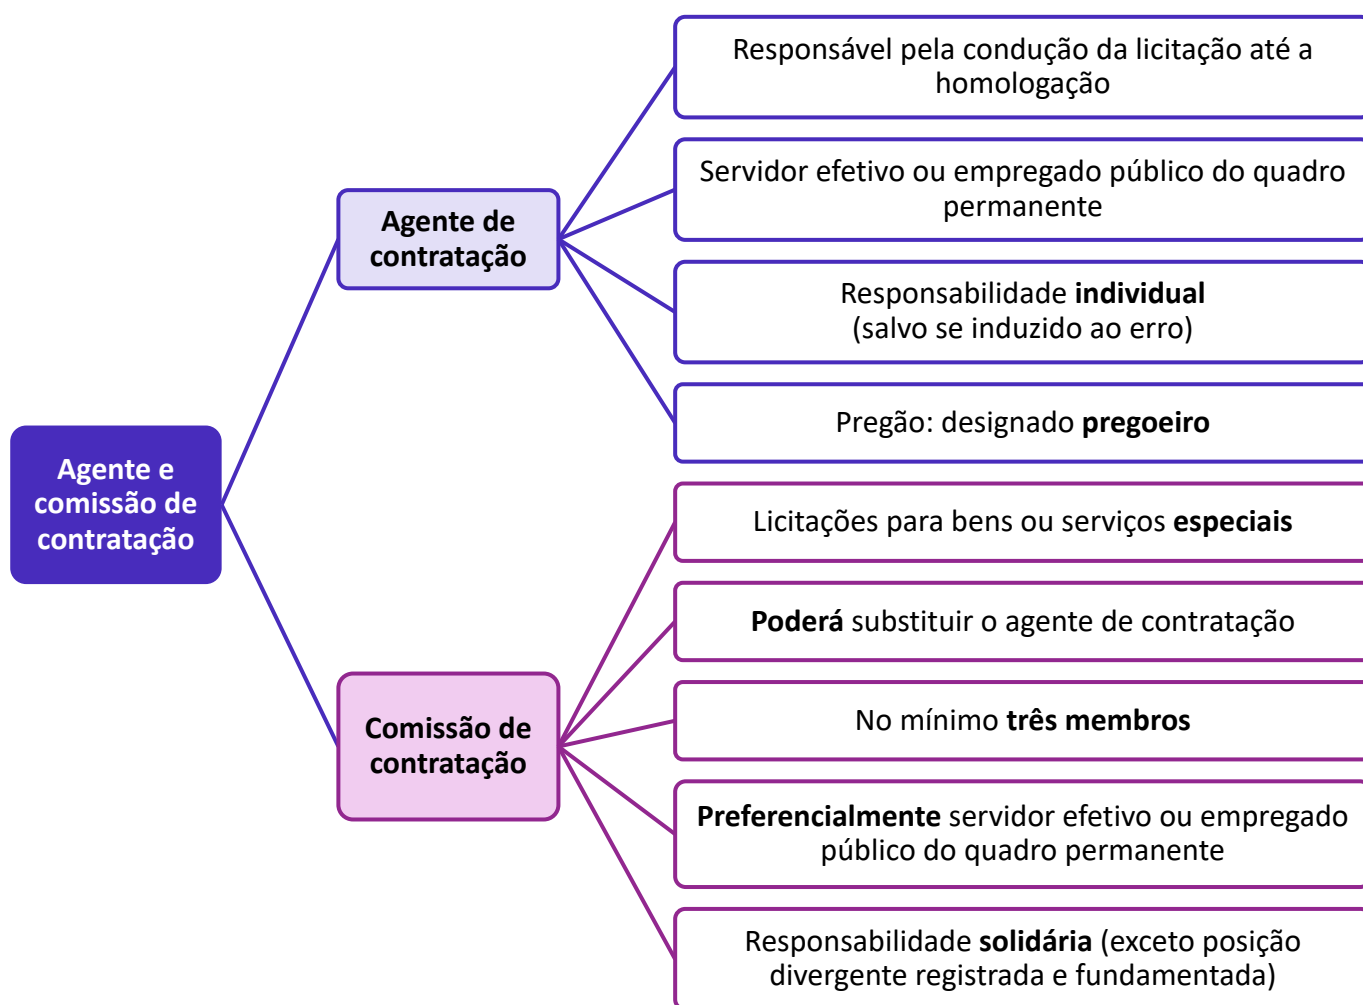 Agente e
comissão de
contratação
Agente de
contratação
Responsável pela condução da licitação até a
homologação
Servidor efetivo ou empregado público do quadro
permanente
Responsabilidade individual
(salvo se induzido ao erro)
Pregão: designado pregoeiro
Comissão de
contratação
Licitações para bens ou serviços especiais
Poderá substituir o agente de contratação
No mínimo três membros
Preferencialmente servidor efetivo ou empregado
público do quadro permanente
Responsabilidade solidária (exceto posição
divergente registrada e fundamentada)